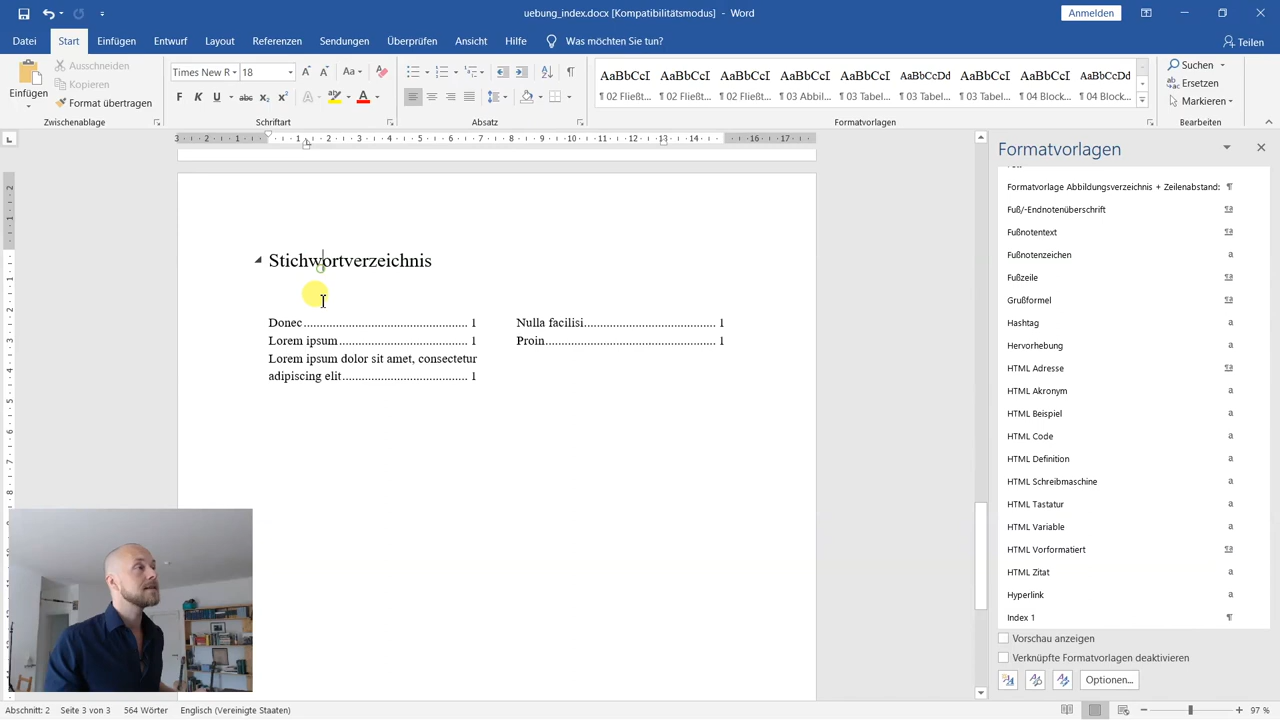 uebung_index.docx [Kompatibilitätsmodus] - Word
Anmelden
Datei Start Einfügen Entwurf Layout Referenzen Sendungen Überprüfen Ansicht Hilfe Was möchten Sie tun? Teilen
Einfügen
Ausschneiden
Kopieren
Format übertragen
Zwischenablage
Times New R 18
F K U abc x₂ x²
Schriftart
Absatz
AaBbCcI AaBbCcI AaBbCcI AaBbCcI AaBbCcI AaBbCcDd AaBbCcI AaBbCcI AaBbCcDd
¶ 02 Fließt... ¶ 02 Fließt... ¶ 02 Fließt... ¶ 03 Abbil... ¶ 03 Tabel... ¶ 03 Tabel... ¶ 03 Tabel... ¶ 04 Block... ¶ 04 Block...
Formatvorlagen
Suchen
Ersetzen
Markieren
Bearbeiten
Stichwortverzeichnis
Donec ................................................... 1
Lorem ipsum ........................................ 1
Lorem ipsum dolor sit amet, consectetur
adipiscing elit ....................................... 1
Nulla facilisi ......................................... 1
Proin ..................................................... 1
Formatvorlagen
Formatvorlage Abbildungsverzeichnis + Zeilenabstand: ¶
Fuß/-Endnotenüberschrift ¶a
Fußnotentext ¶a
Fußnotenzeichen a
Fußzeile ¶a
Grußformel ¶a
Hashtag a
Hervorhebung a
HTML Adresse ¶a
HTML Akronym a
HTML Beispiel a
HTML Code a
HTML Definition a
HTML Schreibmaschine a
HTML Tastatur a
HTML Variable a
HTML Vorformatiert ¶a
HTML Zitat a
Hyperlink a
Index 1 ¶
Vorschau anzeigen
Verknüpfte Formatvorlagen deaktivieren
Optionen...
Abschnitt: 2 Seite 3 von 3 564 Wörter Englisch (Vereinigte Staaten) 97 %